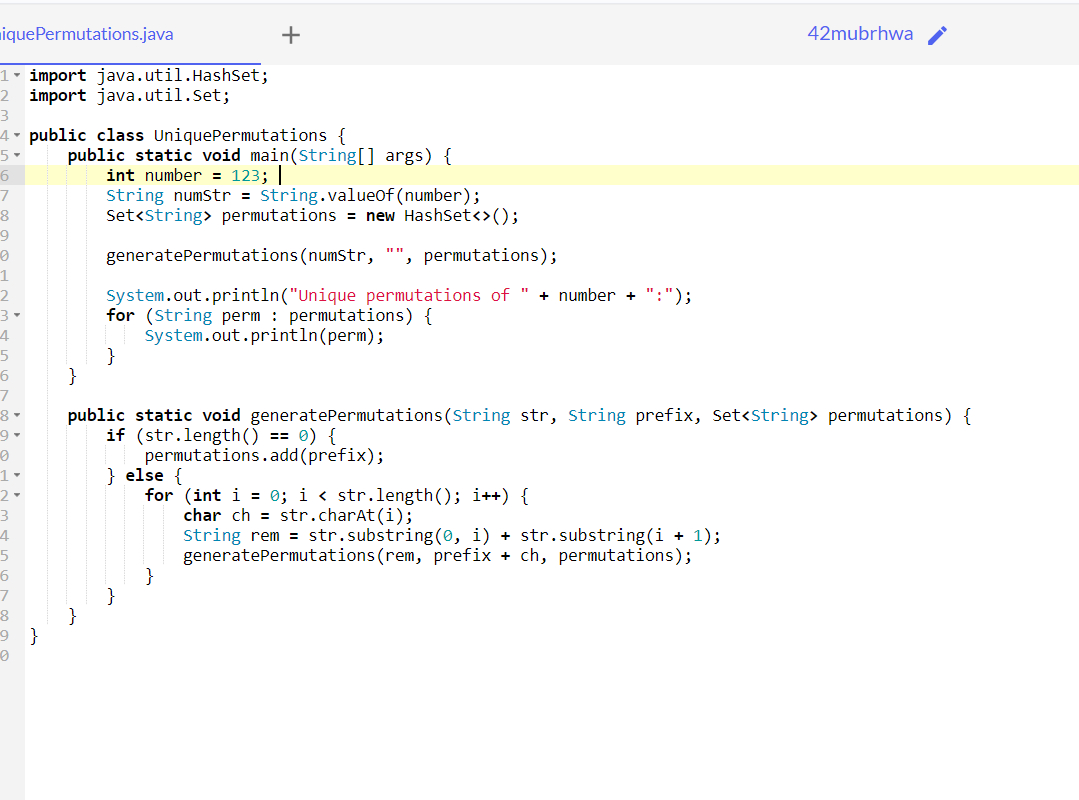 iquePermutations.java + 42mubrhwa
1 import java.util.HashSet;
2 import java.util.Set;
3
4 public class UniquePermutations {
5 public static void main(String[] args) {
6 int number = 123;
7 String numStr = String.valueOf(number);
8 Set<String> permutations = new HashSet<>();
9
0 generatePermutations(numStr, "", permutations);
1
2 System.out.println("Unique permutations of " + number + ":");
3 for (String perm : permutations) {
4 System.out.println(perm);
5 }
6 }
7
8 public static void generatePermutations(String str, String prefix, Set<String> permutations) {
9 if (str.length() == 0) {
0 permutations.add(prefix);
1 } else {
2 for (int i = 0; i < str.length(); i++) {
3 char ch = str.charAt(i);
4 String rem = str.substring(0, i) + str.substring(i + 1);
5 generatePermutations(rem, prefix + ch, permutations);
6 }
7 }
8 }
9 }
0